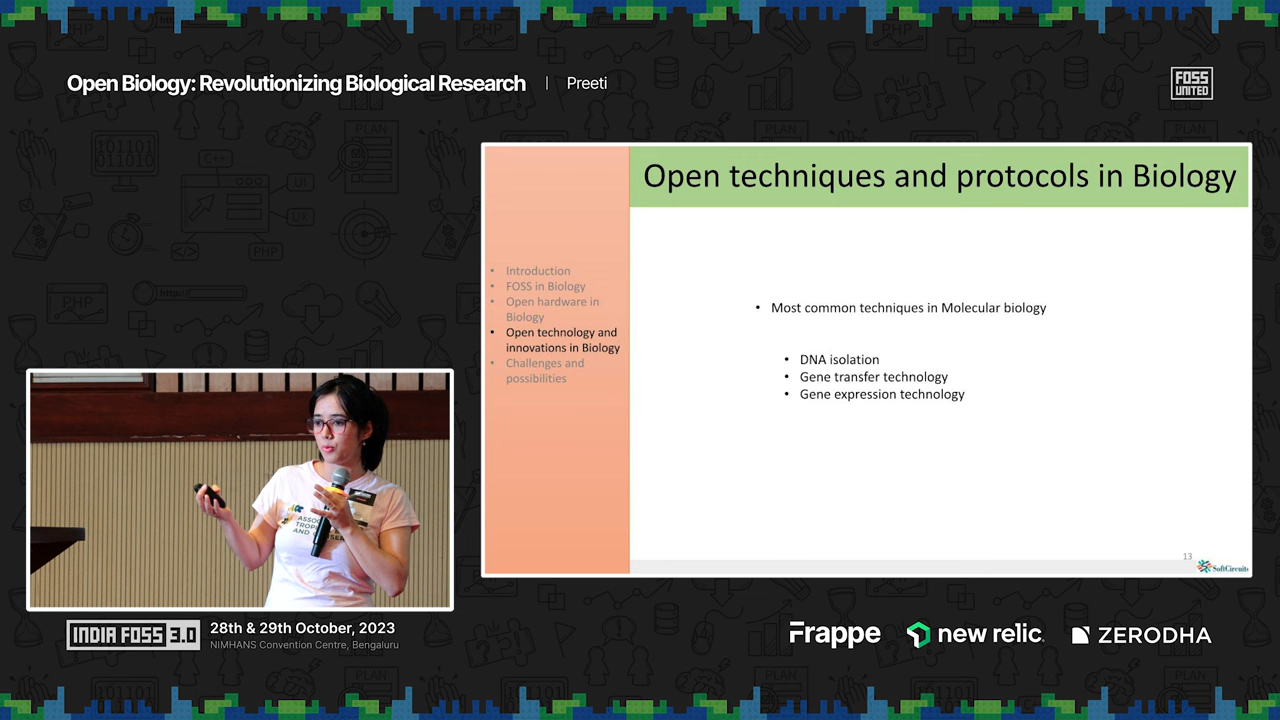 Open Biology: Revolutionizing Biological Research | Preeti
FOSS
UNITED
Open techniques and protocols in Biology
• Introduction
• FOSS in Biology
• Open hardware in
Biology
• Open technology and
innovations in Biology
• Challenges and
possibilities
• Most common techniques in Molecular biology
• DNA isolation
• Gene transfer technology
• Gene expression technology
13
SoftCircuits
INDIA FOSS 3.0
28th & 29th October, 2023
NIMHANS Convention Centre, Bengaluru
Frappe
new relic
ZERODHA